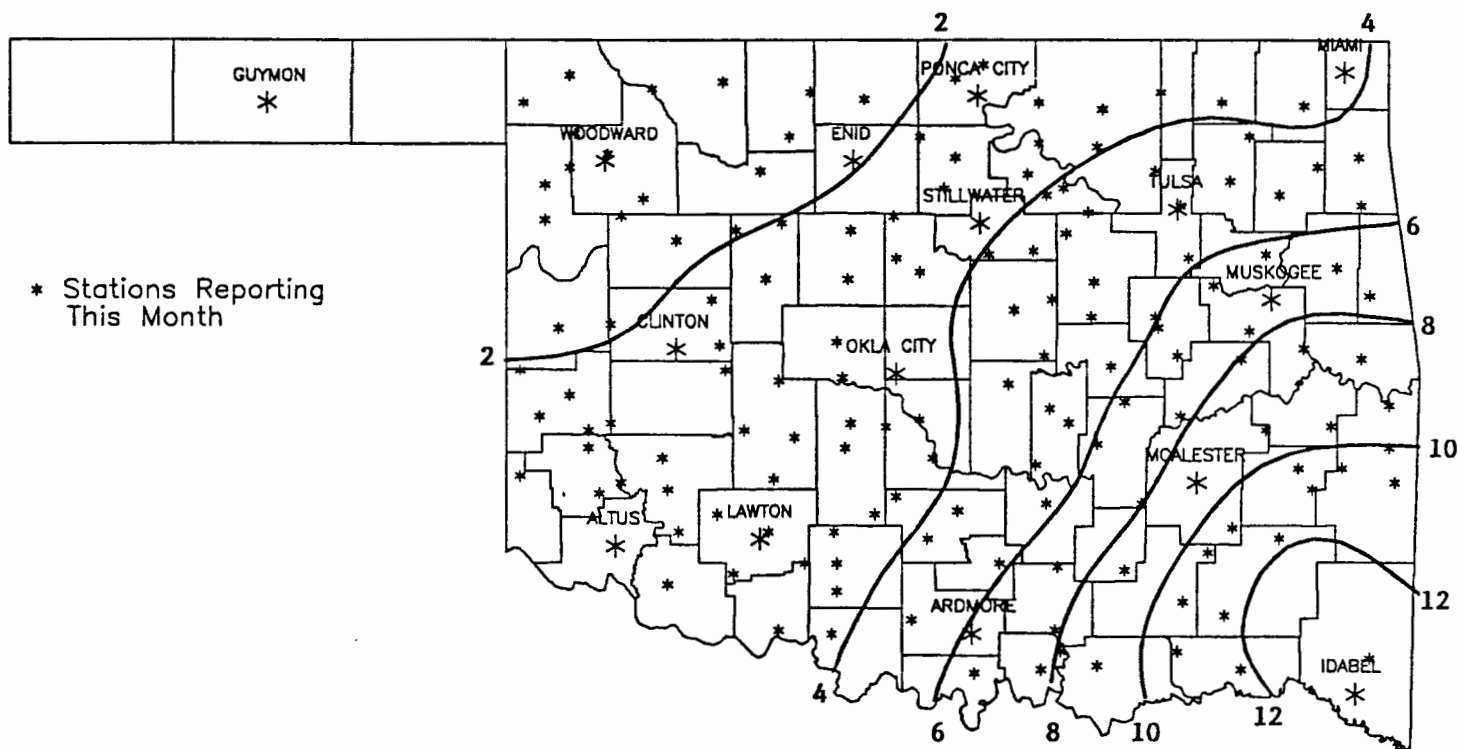 2
4
MIAMI
GUYMON
PONCA CITY
WOODWARD
ENID
TULSA
STILLWATER
6
* Stations Reporting
This Month
MUSKOGEE
CLINTON
8
OKLA CITY
2
10
MCALESTER
ALTUS
LAWTON
12
ARDMORE
IDABEL
4
6
8
10
12